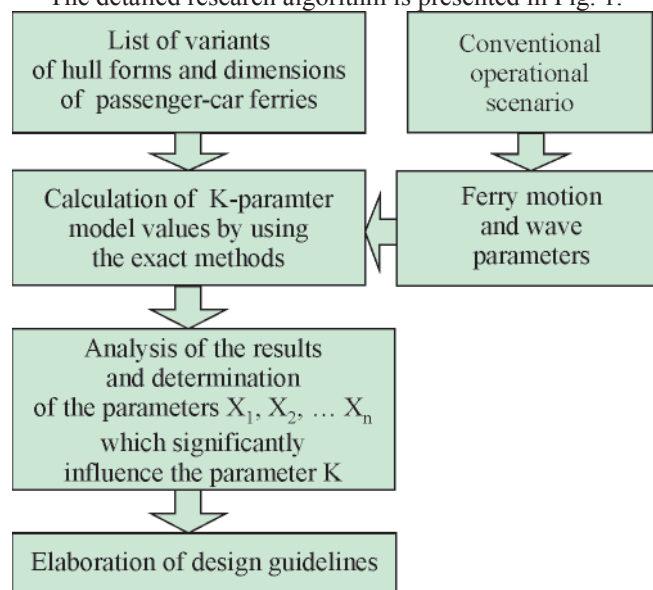 The detailed research algorithm is presented in Fig. 1.
List of variants
of hull forms and dimensions
of passenger-car ferries
Conventional
operational
scenario
Calculation of K-paramter
model values by using
the exact methods
Ferry motion
and wave
parameters
Analysis of the results
and determination
of the parameters X₁, X₂, … Xₙ
which significantly
influence the parameter K
Elaboration of design guidelines